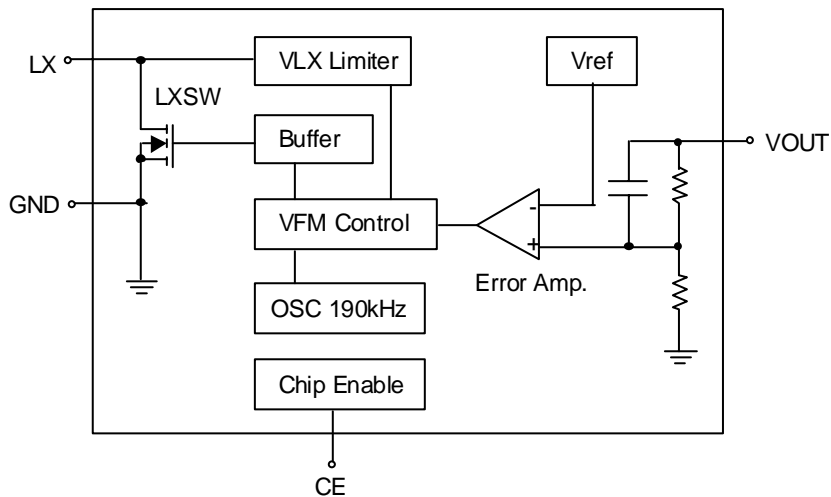 LX
VLX Limiter
Vref
LXSW
Buffer
VOUT
GND
VFM Control
-
+
Error Amp.
OSC 190kHz
Chip Enable
CE